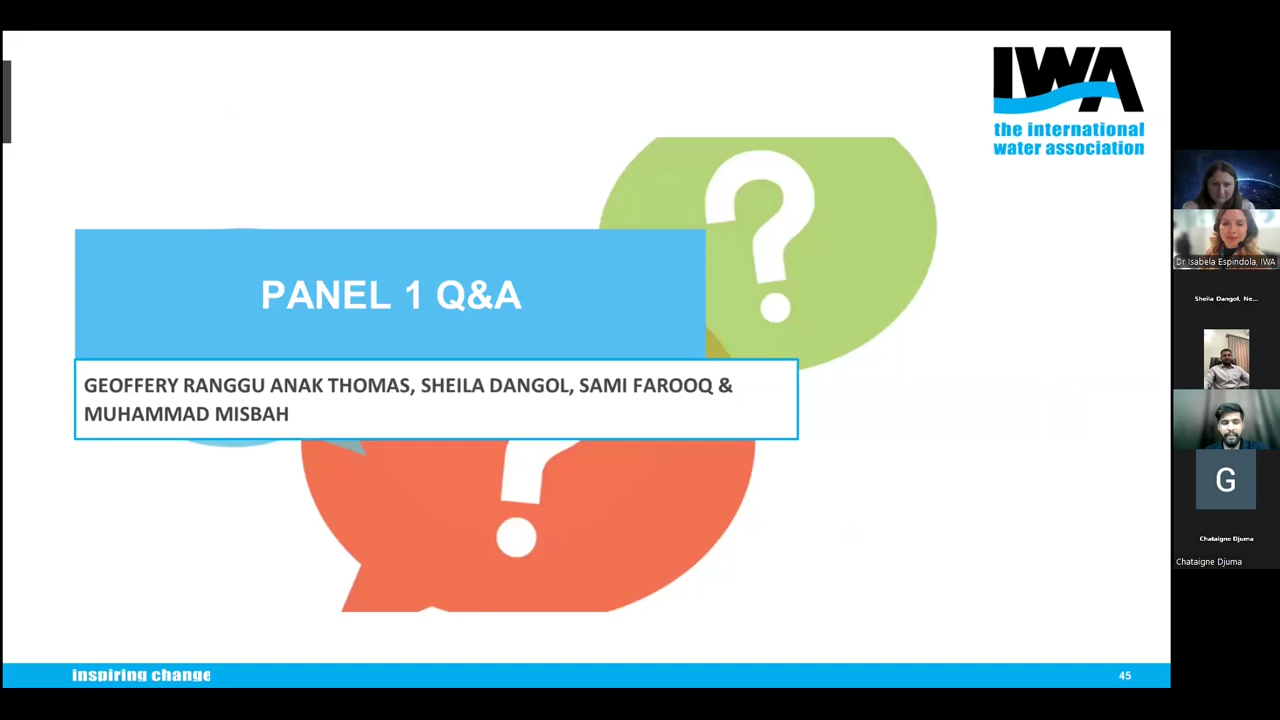 IWA
the international
water association
?
PANEL 1 Q&A
GEOFFERY RANGGU ANAK THOMAS, SHEILA DANGOL, SAMI FAROOQ &
MUHAMMAD MISBAH
?
inspiring change
45
Dr Isabela Espindola, IWA
Sheila Dangol, Ne...
G
Chataigne Djuma
Chataigne Djuma